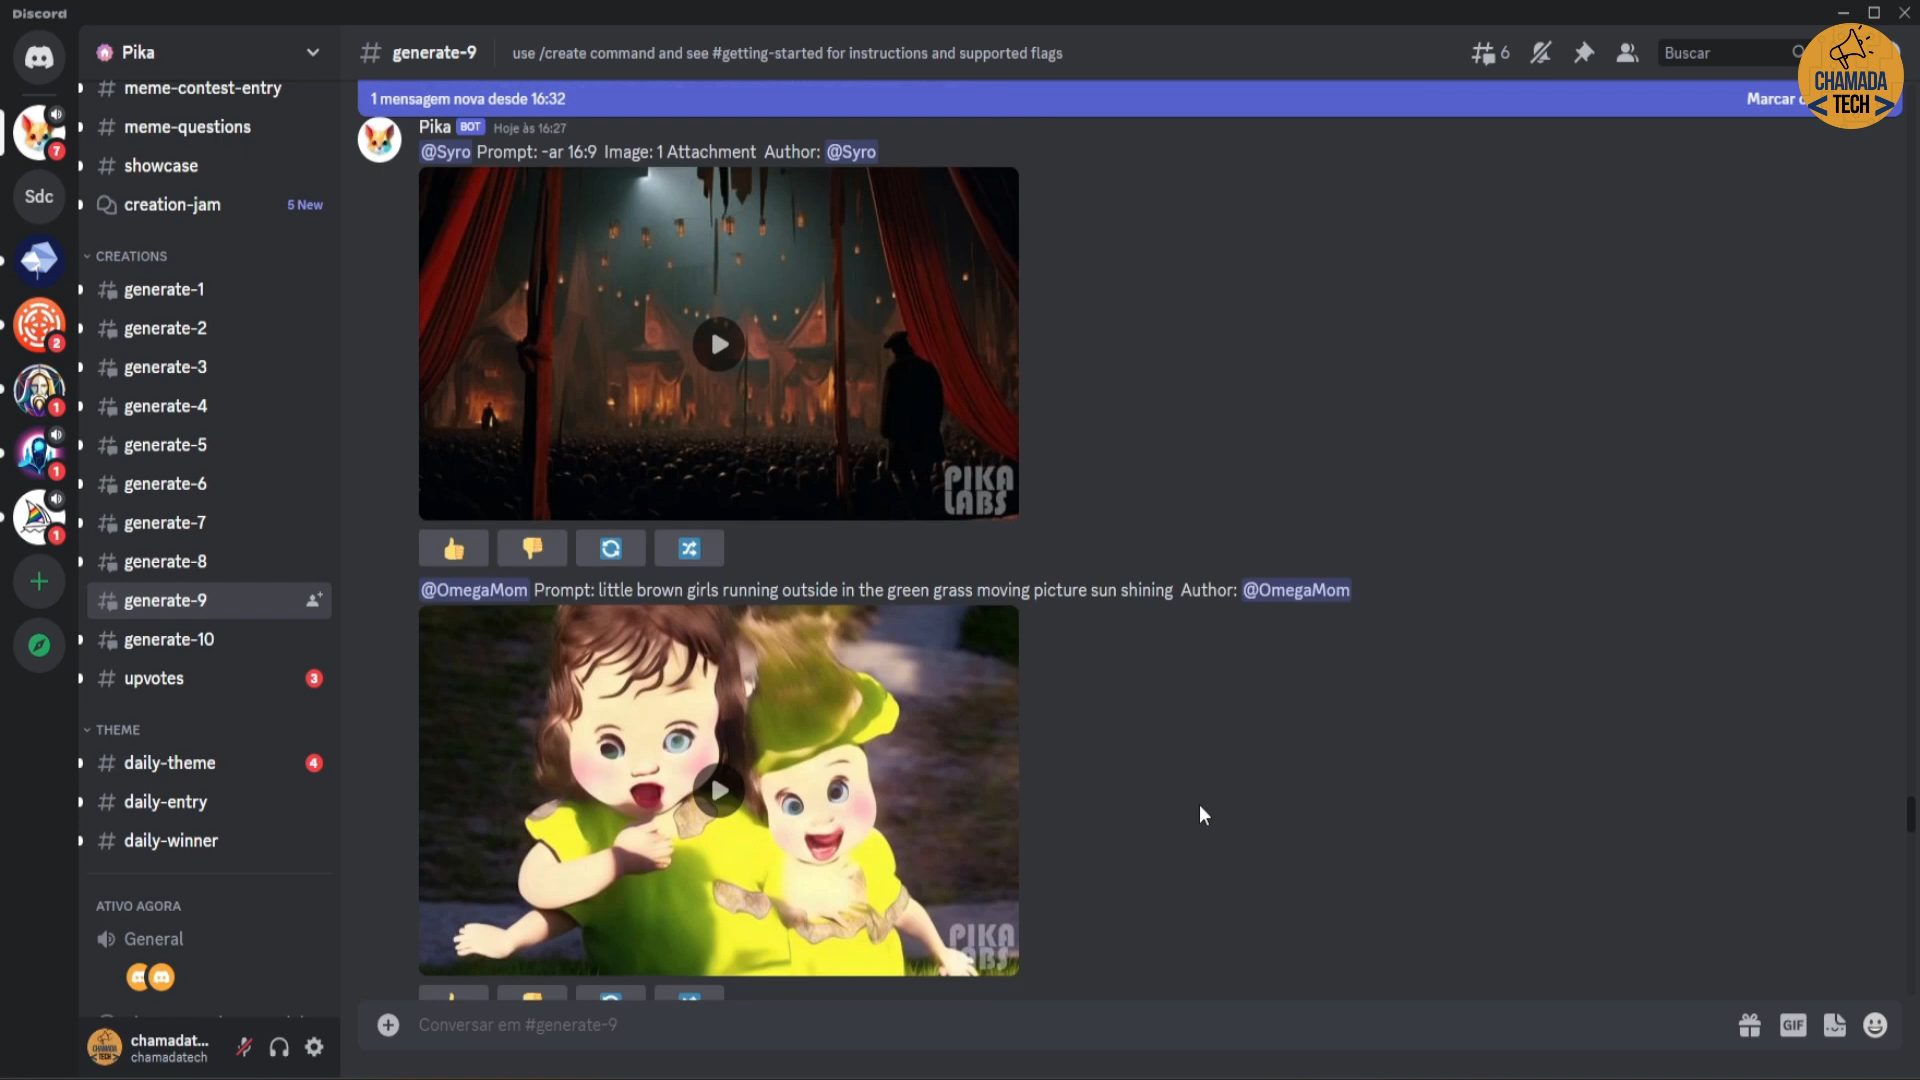 Discord
Pika
meme-contest-entry
meme-questions
showcase
creation-jam
5 New
CREATIONS
generate-1
generate-2
generate-3
generate-4
generate-5
generate-6
generate-7
generate-8
generate-9
generate-10
upvotes
3
THEME
daily-theme
4
daily-entry
daily-winner
ATIVO AGORA
General
chamadat...
chamadatech
7
Sdc
2
1
1
1
generate-9
use /create command and see #getting-started for instructions and supported flags
6
Buscar
CHAMADA
< TECH >
1 mensagem nova desde 16:32
Marcar
Pika BOT Hoje às 16:27
@Syro Prompt: -ar 16:9 Image: 1 Attachment Author: @Syro
PIKA
LABS
@OmegaMom Prompt: little brown girls running outside in the green grass moving picture sun shining Author: @OmegaMom
PIKA
LABS
Conversar em #generate-9
GIF